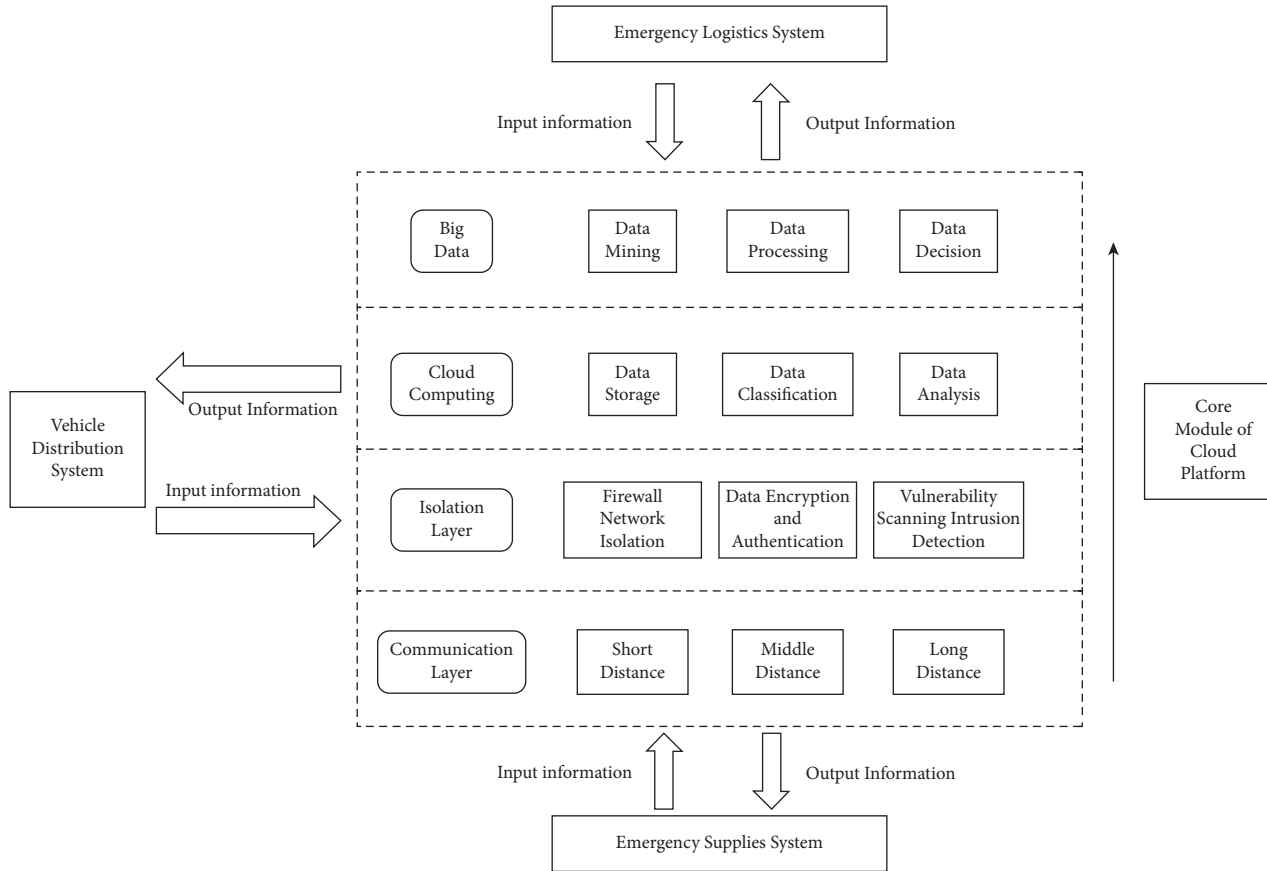 Emergency Logistics System
Input information
Output Information
Big
Data
Data
Mining
Data
Processing
Data
Decision
Cloud
Computing
Data
Storage
Data
Classification
Data
Analysis
Output Information
Vehicle
Distribution
System
Input information
Core
Module of
Cloud
Platform
Isolation
Layer
Firewall
Network
Isolation
Data Encryption
and
Authentication
Vulnerability
Scanning Intrusion
Detection
Communication
Layer
Short
Distance
Middle
Distance
Long
Distance
Input information
Output Information
Emergency Supplies System